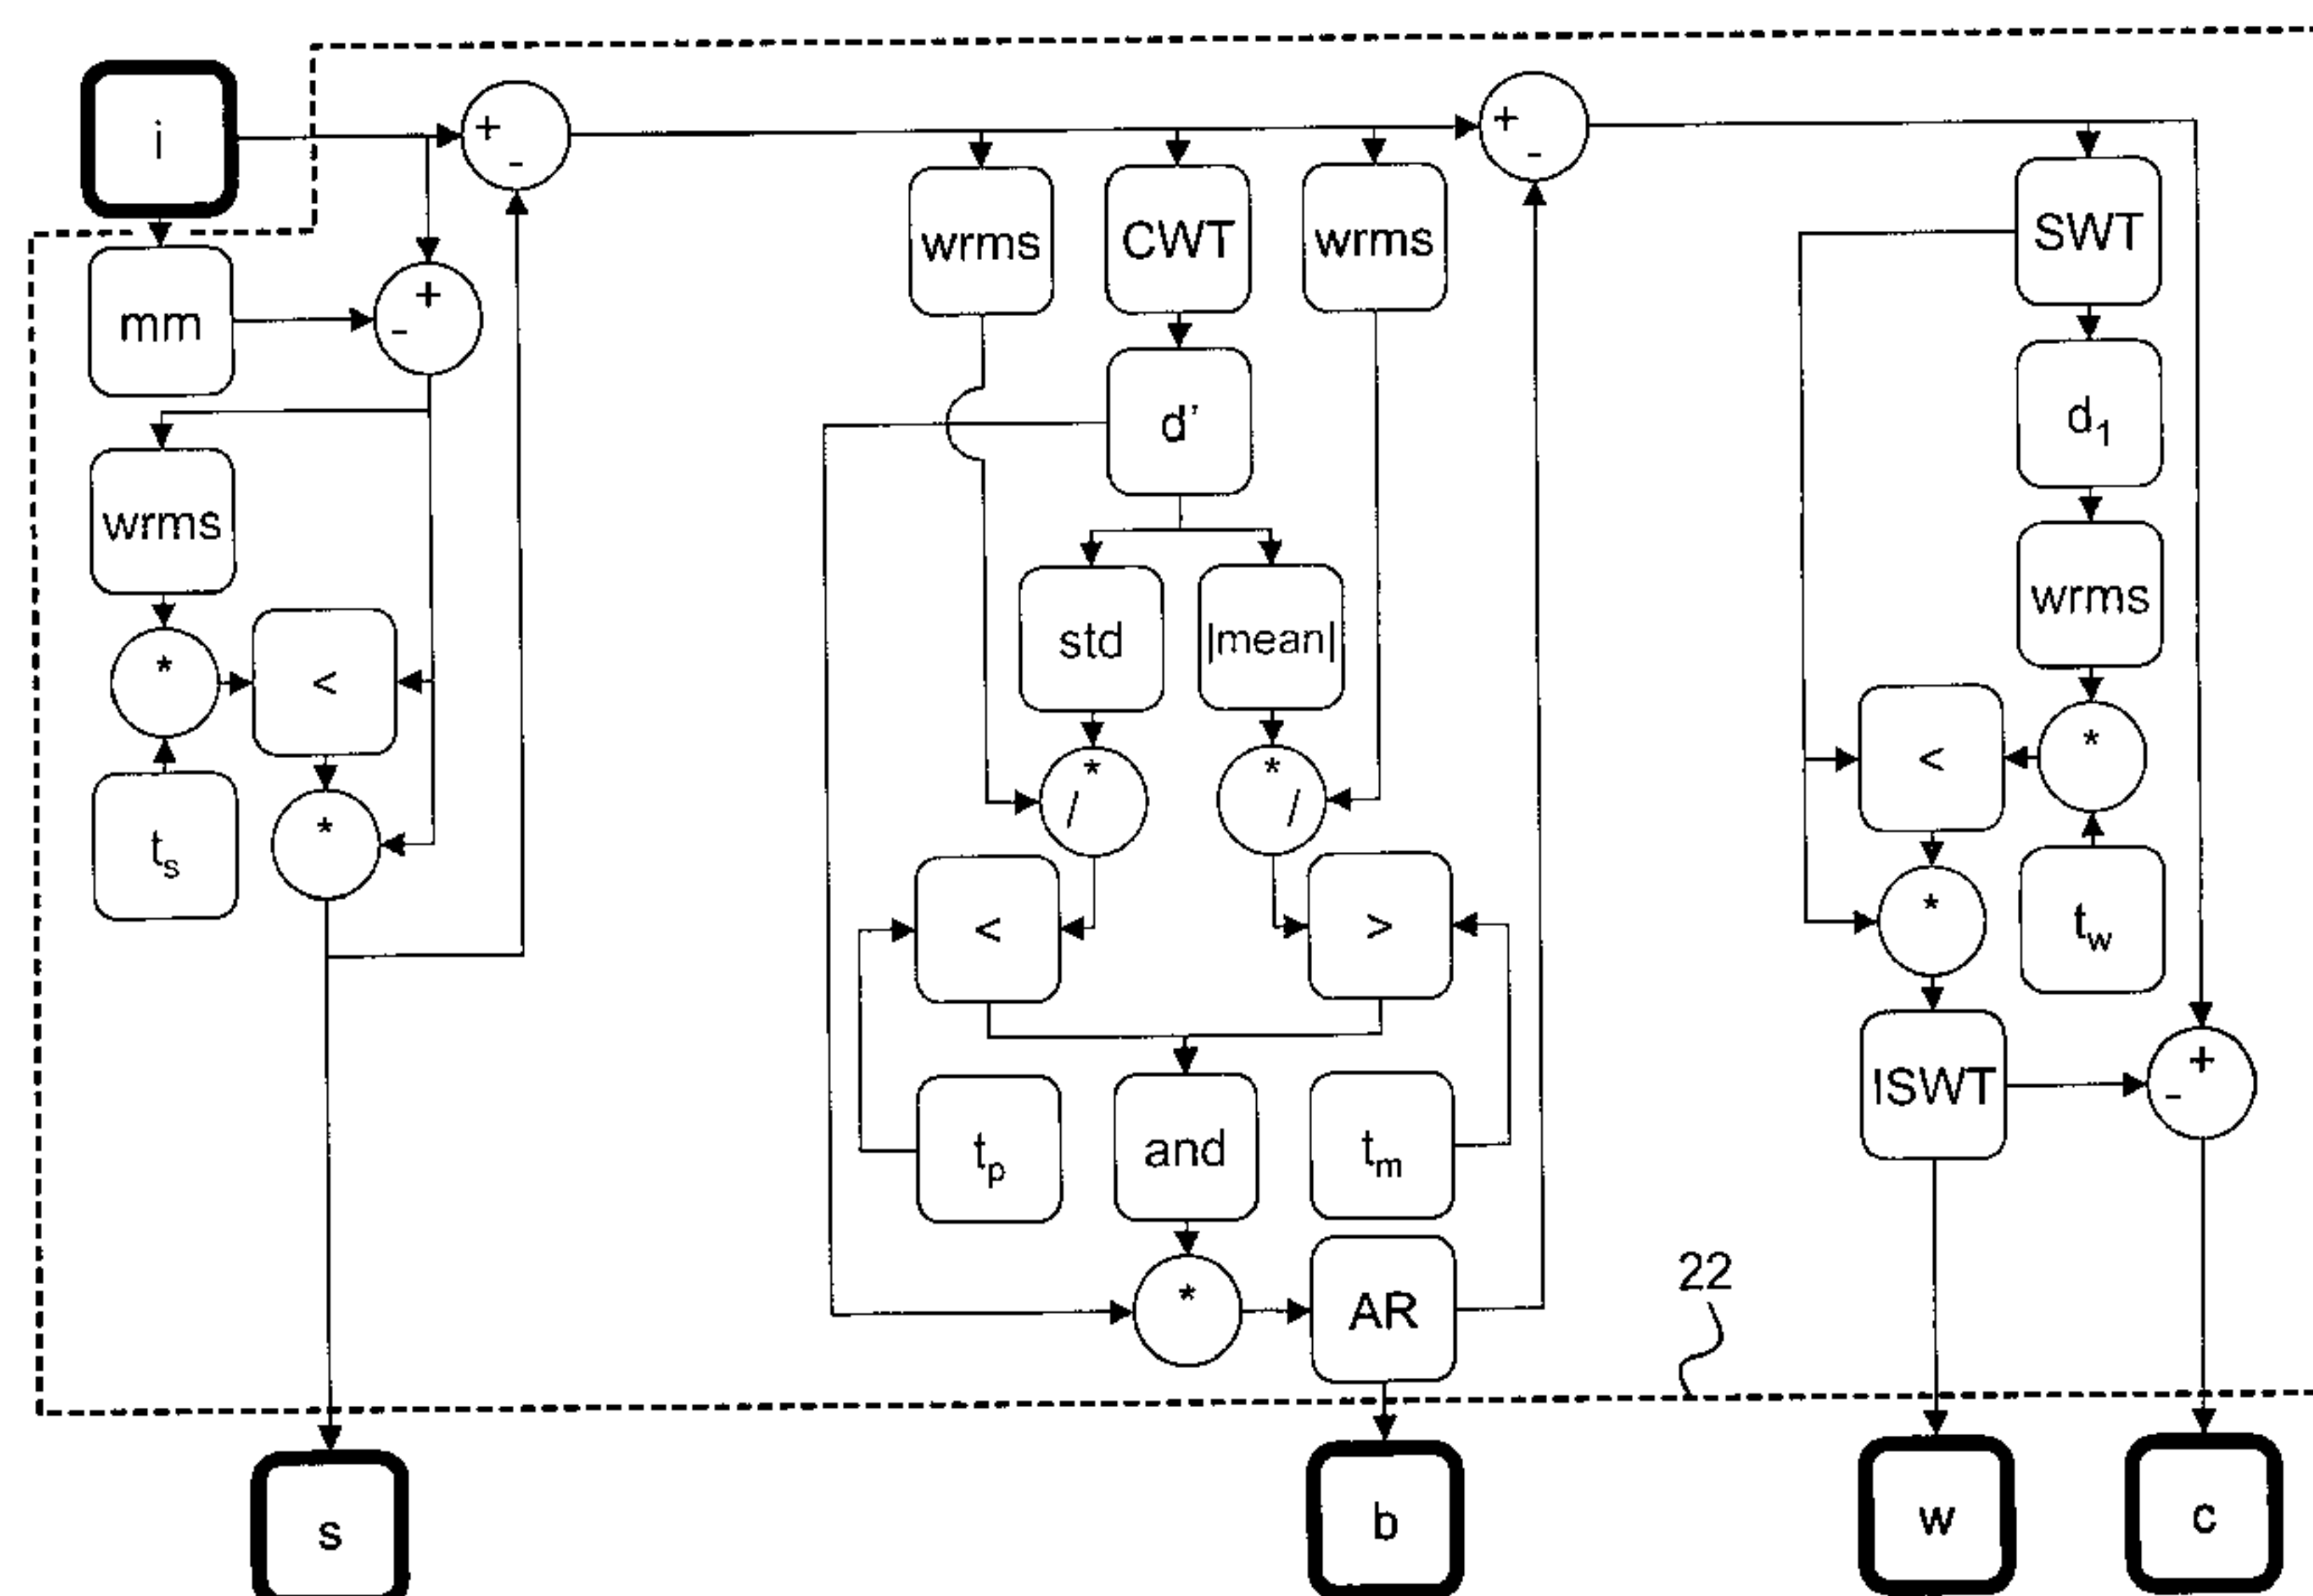 i
+
-
+
-
wrms
CWT
wrms
SWT
mm
+
-
d'
d1
wrms
std
|mean|
wrms
*
<
*
/
*
/
<
*
ts
*
<
>
*
tw
ISWT
+
-
tp
and
tm
*
AR
22
s
b
w
c